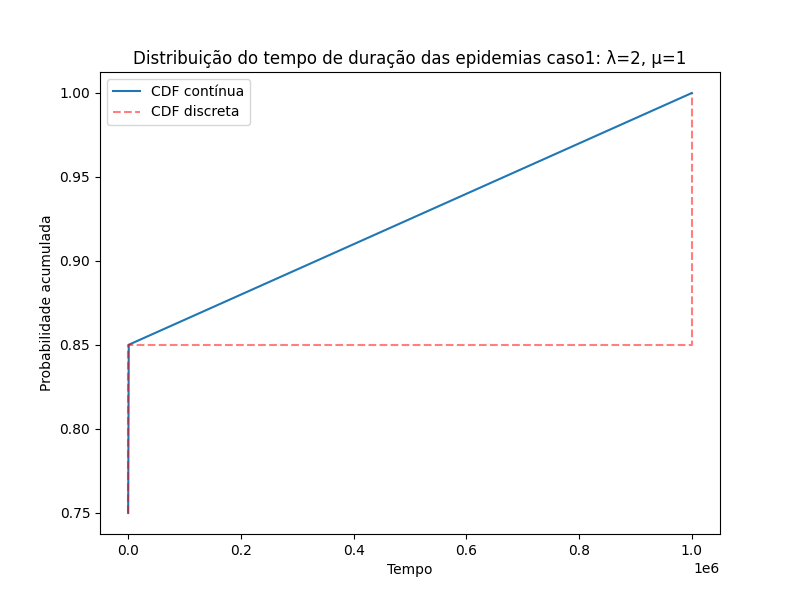 Distribuição do tempo de duração das epidemias caso1: λ=2, μ=1
CDF contínua
CDF discreta
Probabilidade acumulada
1.00
0.95
0.90
0.85
0.80
0.75
0.0 0.2 0.4 0.6 0.8 1.0
1e6
Tempo